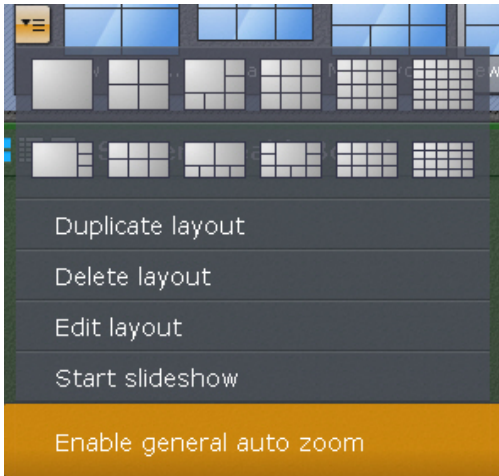 Duplicate layout
Delete layout
Edit layout
Start slideshow
Enable general auto zoom